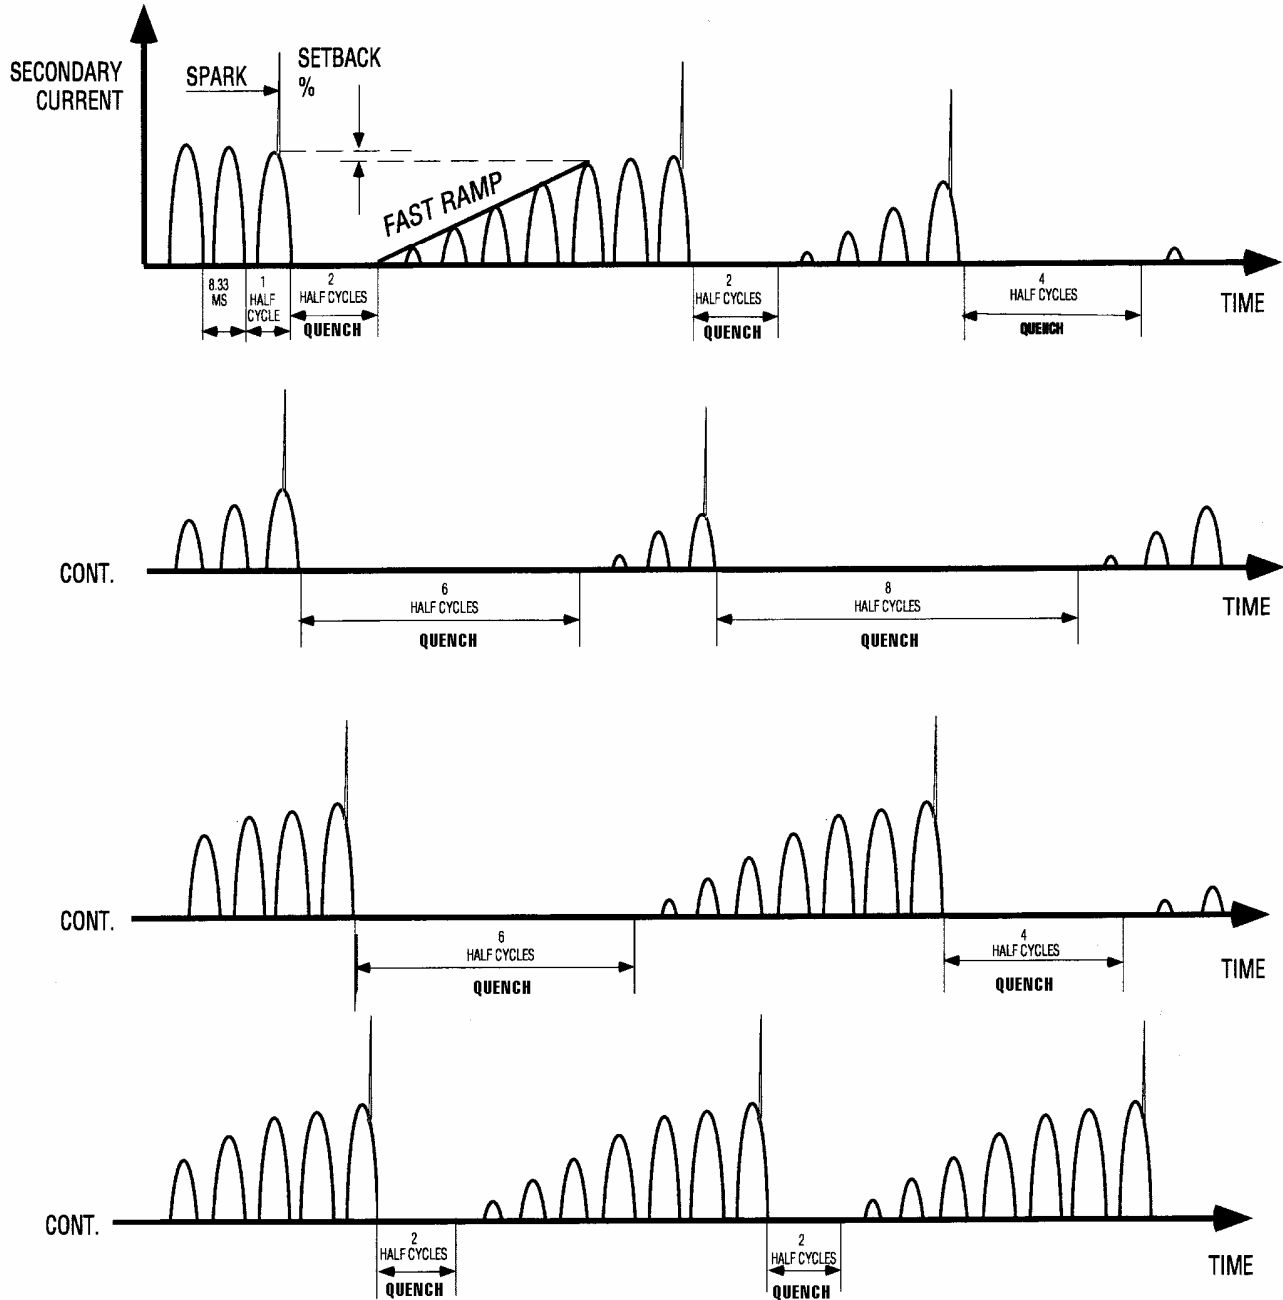 SECONDARY
CURRENT
SPARK
SETBACK
%
FAST RAMP
8.33
MS
1
HALF
CYCLE
2
HALF CYCLES
QUENCH
2
HALF CYCLES
QUENCH
4
HALF CYCLES
QUENCH
TIME
CONT.
6
HALF CYCLES
QUENCH
8
HALF CYCLES
QUENCH
TIME
CONT.
6
HALF CYCLES
QUENCH
4
HALF CYCLES
QUENCH
TIME
CONT.
2
HALF CYCLES
QUENCH
2
HALF CYCLES
QUENCH
TIME